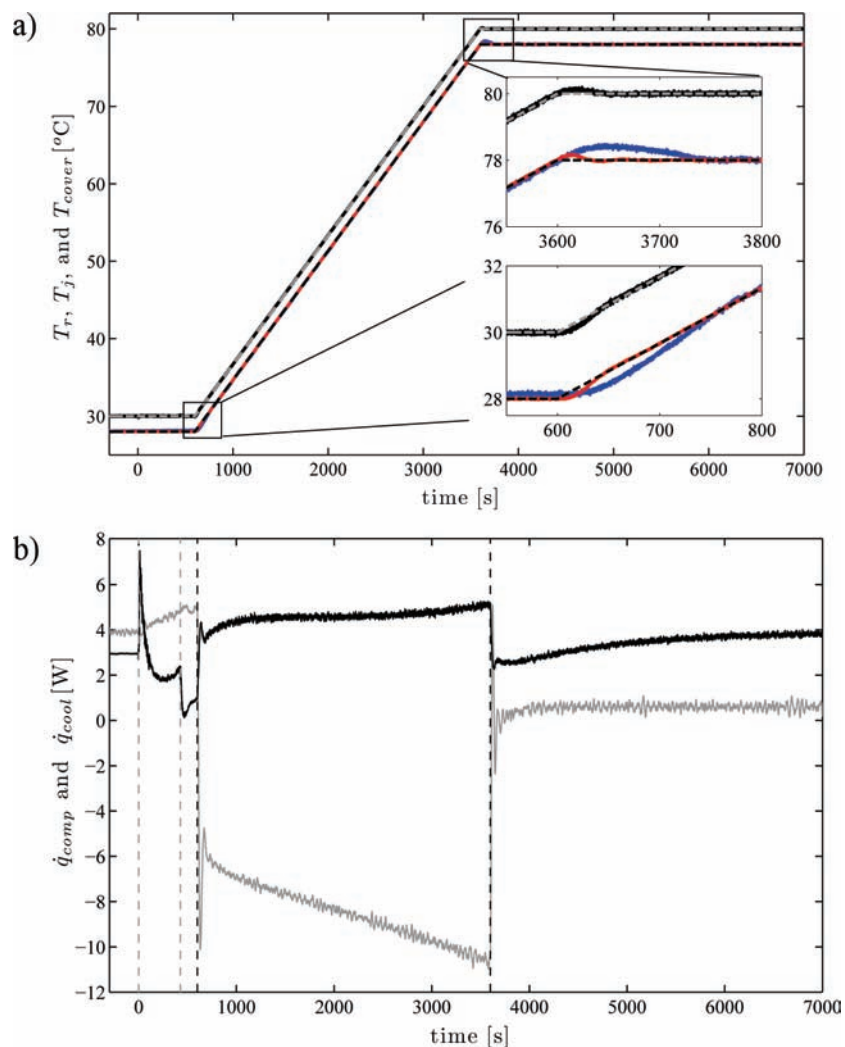 a)
80
70
60
50
40
30
T_r, T_j, and T_cover [°C]
80
78
76
3600 3700 3800
32
30
28
600 700 800
0 1000 2000 3000 4000 5000 6000 7000
time [s]
b)
8
6
4
2
0
−2
−4
−6
−8
−10
−12
q̇_comp and q̇_cool [W]
0 1000 2000 3000 4000 5000 6000 7000
time [s]